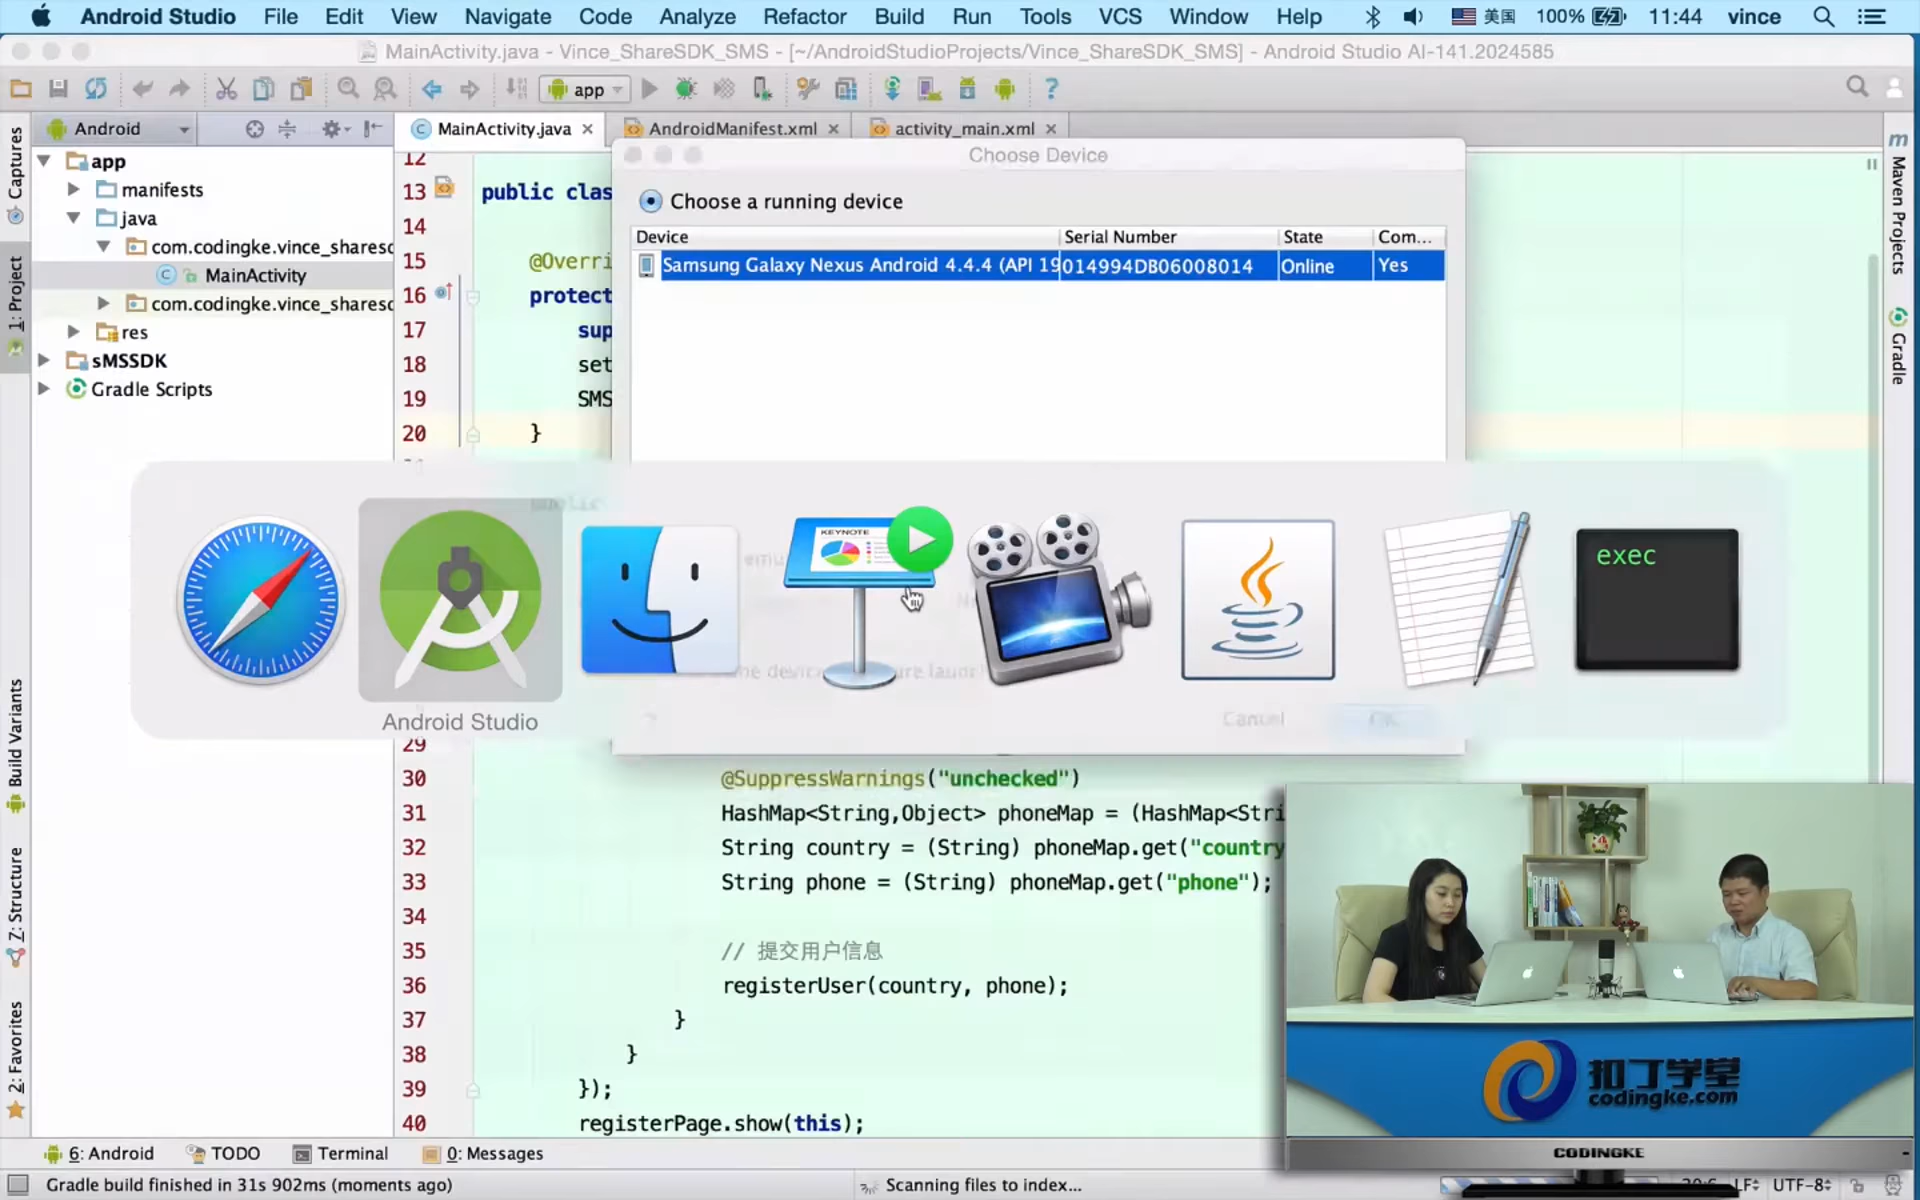 Android Studio File Edit View Navigate Code Analyze Refactor Build Run Tools VCS Window Help 美国 100% 11:44 vince
MainActivity.java - Vince_ShareSDK_SMS - [~/AndroidStudioProjects/Vince_ShareSDK_SMS] - Android Studio AI-141.2024585
app
Android
MainActivity.java
AndroidManifest.xml
activity_main.xml
Captures
1: Project
Build Variants
Z: Structure
2: Favorites
Maven Projects
Gradle
app
manifests
java
com.codingke.vince_sharesd
MainActivity
com.codingke.vince_sharesd
res
sMSSDK
Gradle Scripts
Choose Device
Choose a running device
Device Serial Number State Com...
Samsung Galaxy Nexus Android 4.4.4 (API 19 014994DB06008014 Online Yes
12
13 public clas
14
15 @Overri
16 protect
17 sup
18 set
19 SMS
20 }
public
KEYNOTE
exec
Android Studio
Cancel OK
29
30 @SuppressWarnings("unchecked")
31 HashMap<String,Object> phoneMap = (HashMap<Stri
32 String country = (String) phoneMap.get("country
33 String phone = (String) phoneMap.get("phone");
34
35 // 提交用户信息
36 registerUser(country, phone);
37 }
38 }
39 });
40 registerPage.show(this);
扣丁学堂
codingke.com
CODINGKE
6: Android TODO Terminal 0: Messages
Gradle build finished in 31s 902ms (moments ago) Scanning files to index... LF UTF-8